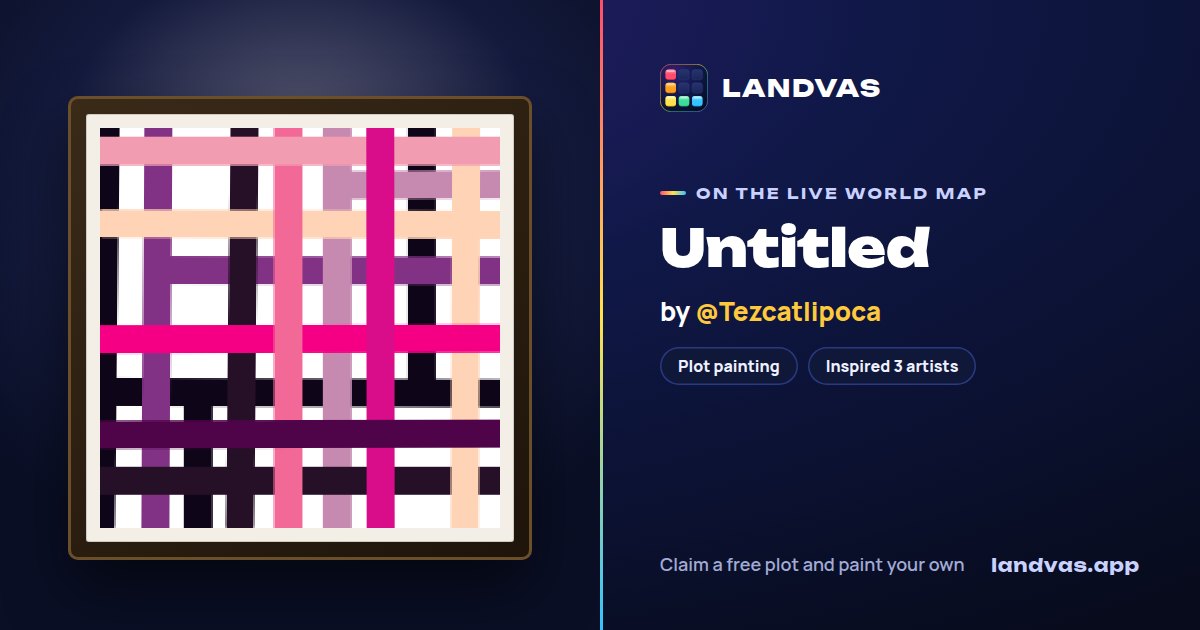 LANDVAS
ON THE LIVE WORLD MAP
Untitled
by @Tezcatlipoca
Plot painting
Inspired 3 artists
Claim a free plot and paint your own
landvas.app